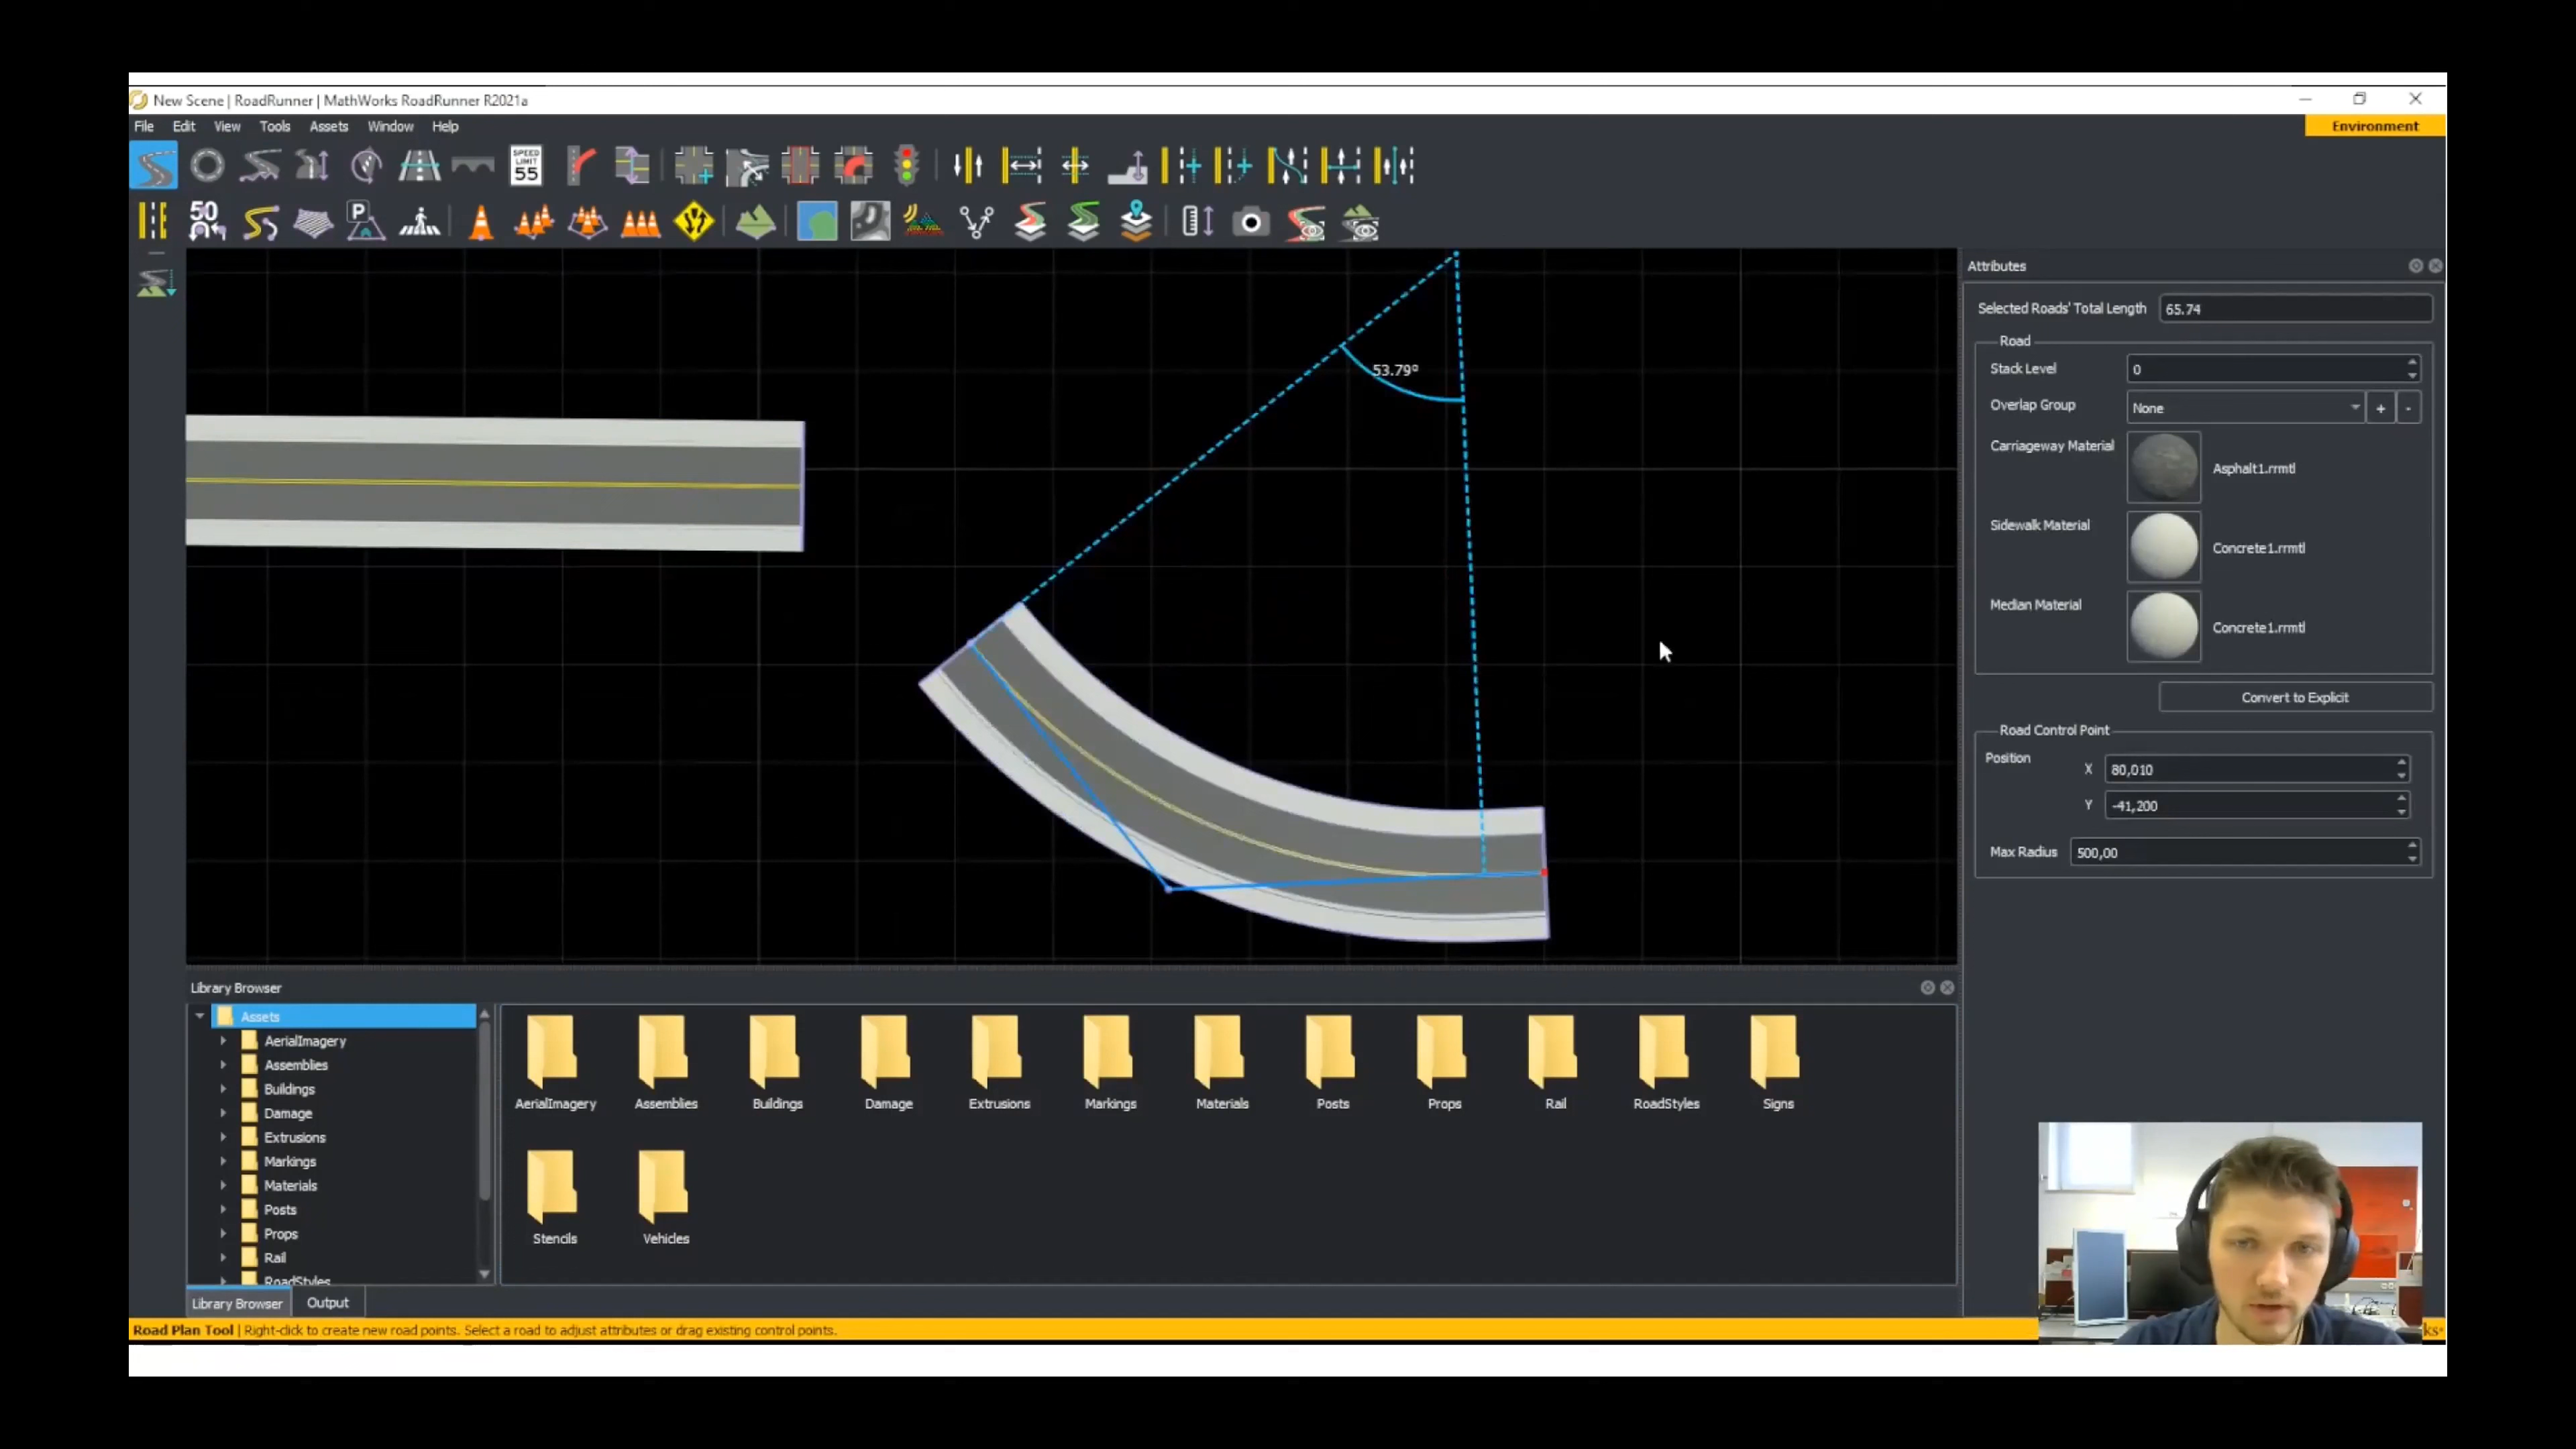 New Scene | RoadRunner | MathWorks RoadRunner R2021a
File Edit View Tools Assets Window Help
Environment
SPEED
LIMIT
55
50
P
Attributes
Selected Roads' Total Length 65.74
Road
Stack Level 0
Overlap Group None + -
Carriageway Material Asphalt1.rrmtl
Sidewalk Material Concrete1.rrmtl
Median Material Concrete1.rrmtl
Convert to Explicit
Road Control Point
Position X 80,010
Y -41,200
Max Radius 500,00
53.79º
Library Browser
Assets
AerialImagery
Assemblies
Buildings
Damage
Extrusions
Markings
Materials
Posts
Props
Rail
RoadStyles
AerialImagery Assemblies Buildings Damage Extrusions Markings Materials Posts Props Rail RoadStyles Signs
Stencils Vehicles
Library Browser Output
Road Plan Tool | Right-click to create new road points. Select a road to adjust attributes or drag existing control points.